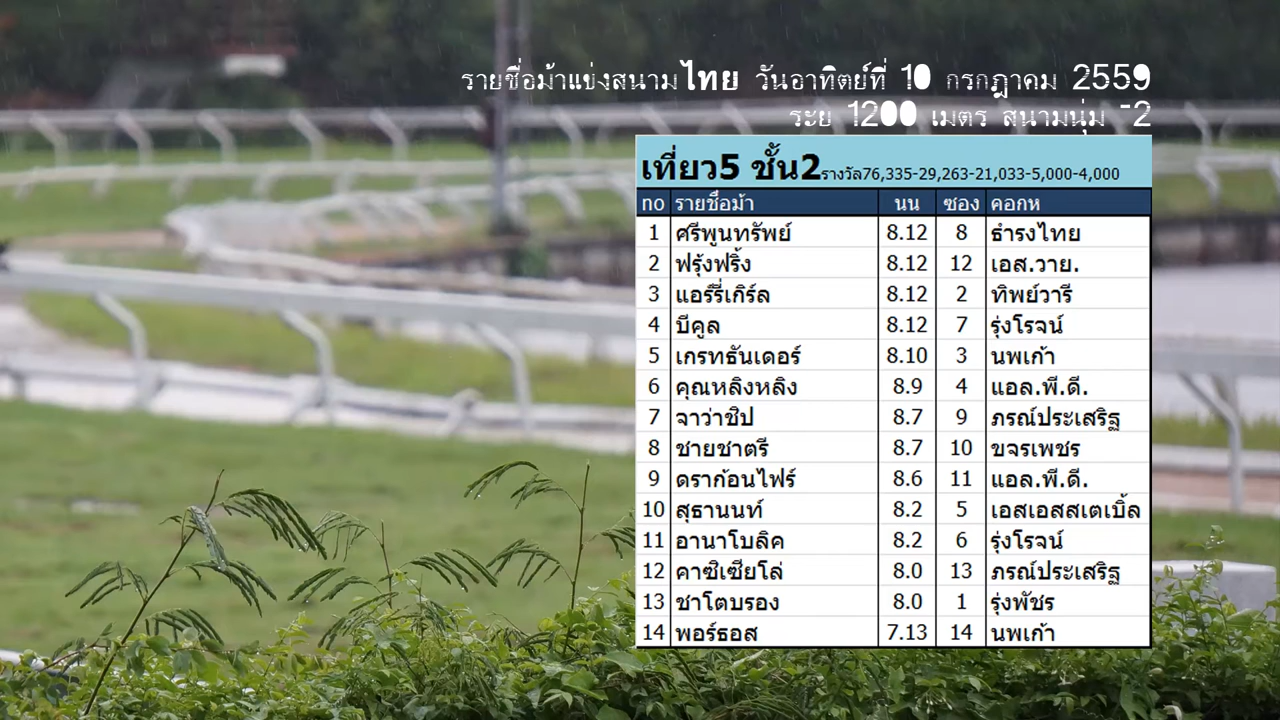 รายชื่อม้าแข่งสนามไทย วันอาทิตย์ที่ 10 กรกฎาคม 2559
ระยะ 1200 เมตร สนามนุ่ม -2
เที่ยว5 ชั้น2รางวัล76,335-29,263-21,033-5,000-4,000
no รายชื่อม้า นน ซอง คอกห
1 ศรีพูนทรัพย์ 8.12 8 ธำรงไทย
2 ฟรุ้งฟริ้ง 8.12 12 เอส.วาย.
3 แอร์รี่เกิร์ล 8.12 2 ทิพย์วารี
4 บีคูล 8.12 7 รุ่งโรจน์
5 เกรทธันเดอร์ 8.10 3 นพเก้า
6 คุณหลิงหลิง 8.9 4 แอล.พี.ดี.
7 จาว่าชิป 8.7 9 ภรณ์ประเสริฐ
8 ชายชาตรี 8.7 10 ขจรเพชร
9 ดราก้อนไฟร์ 8.6 11 แอล.พี.ดี.
10 สุธานนท์ 8.2 5 เอสเอสสเตเบิ้ล
11 อานาโบลิค 8.2 6 รุ่งโรจน์
12 คาซิเซียโล่ 8.0 13 ภรณ์ประเสริฐ
13 ชาโตบรอง 8.0 1 รุ่งพัชร
14 พอร์ธอส 7.13 14 นพเก้า